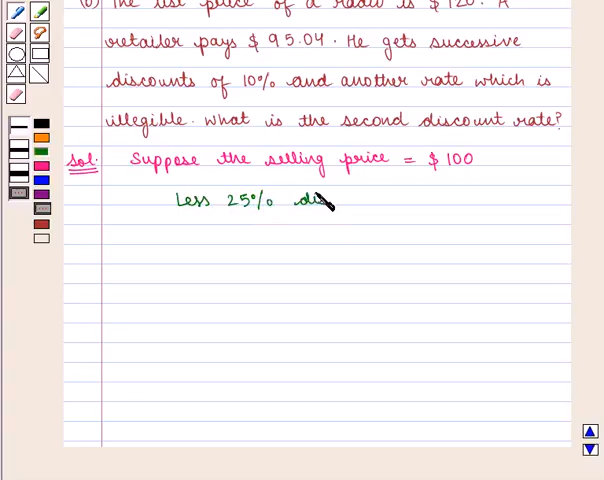 (b) The list price of a radio is $ 120. A
retailer pays $ 95.04. He gets successive
discounts of 10% and another rate which is
illegible. What is the second discount rate?
Sol. Suppose the selling price = $ 100
Less 25% dis